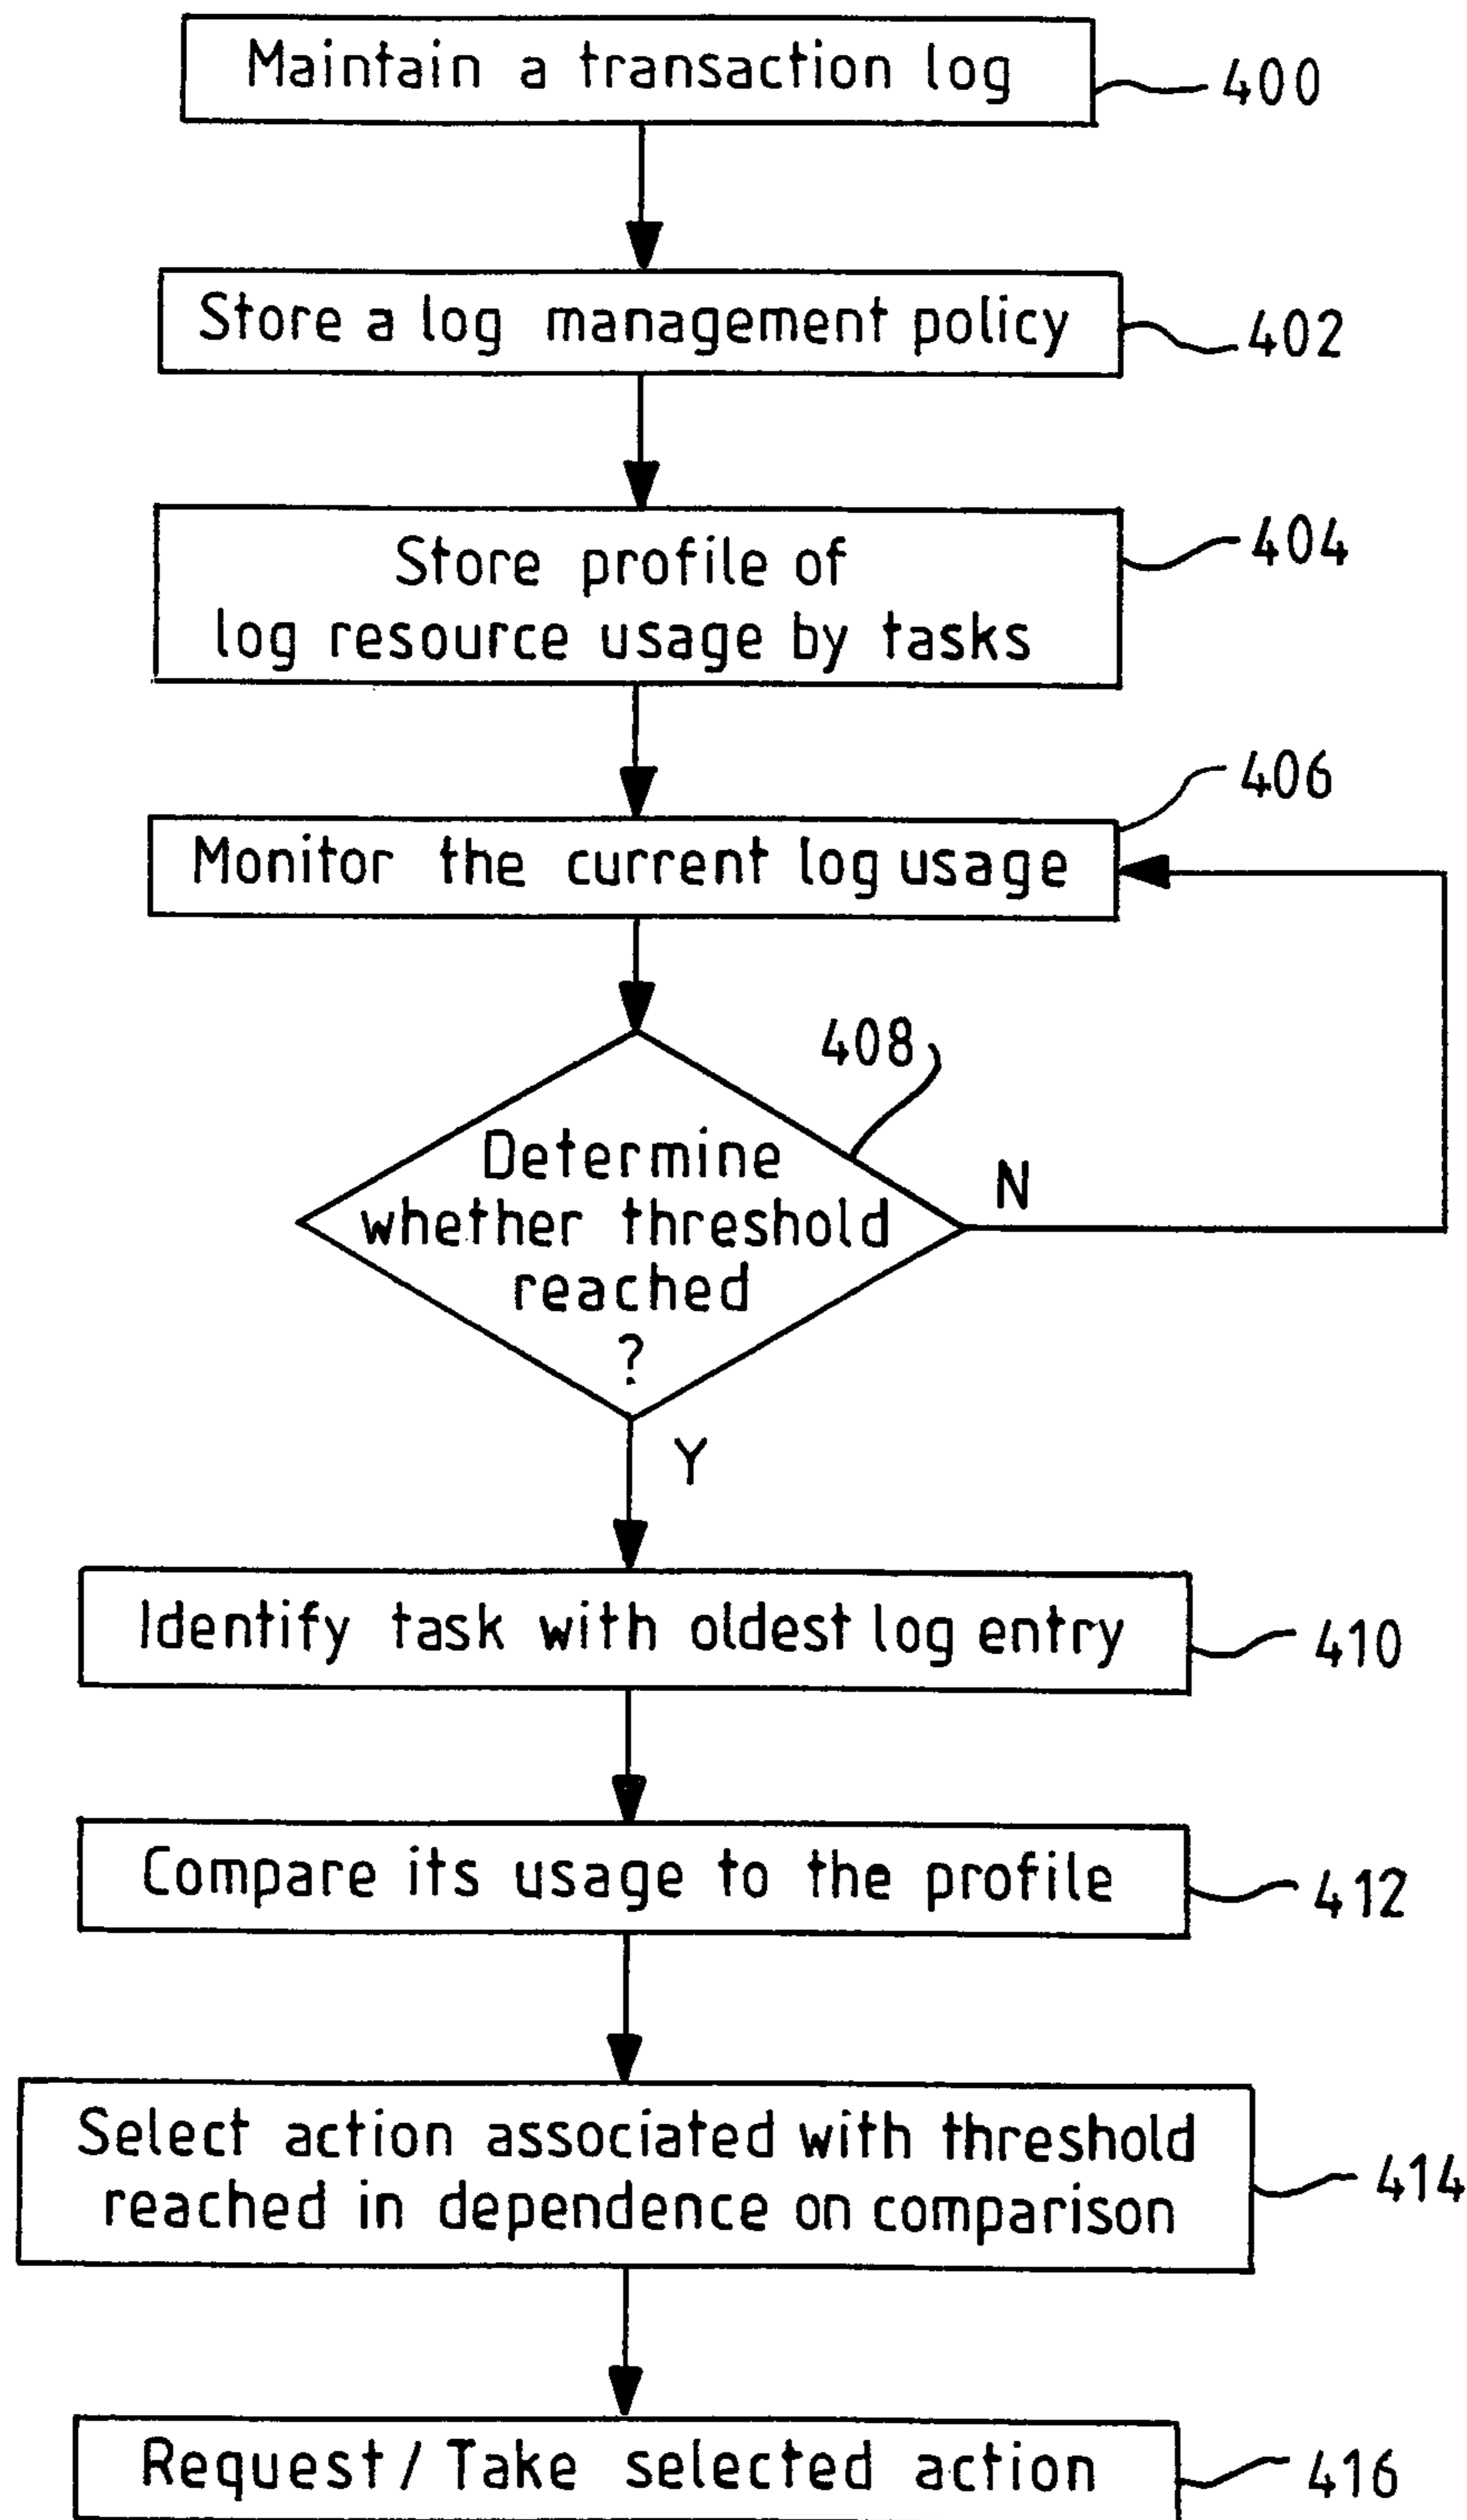 Maintain a transaction log
400
Store a log management policy
402
Store profile of
log resource usage by tasks
404
406
Monitor the current log usage
408
Determine
whether threshold
reached
?
N
Y
Identify task with oldest log entry
410
Compare its usage to the profile
412
Select action associated with threshold
reached in dependence on comparison
414
Request / Take selected action
416